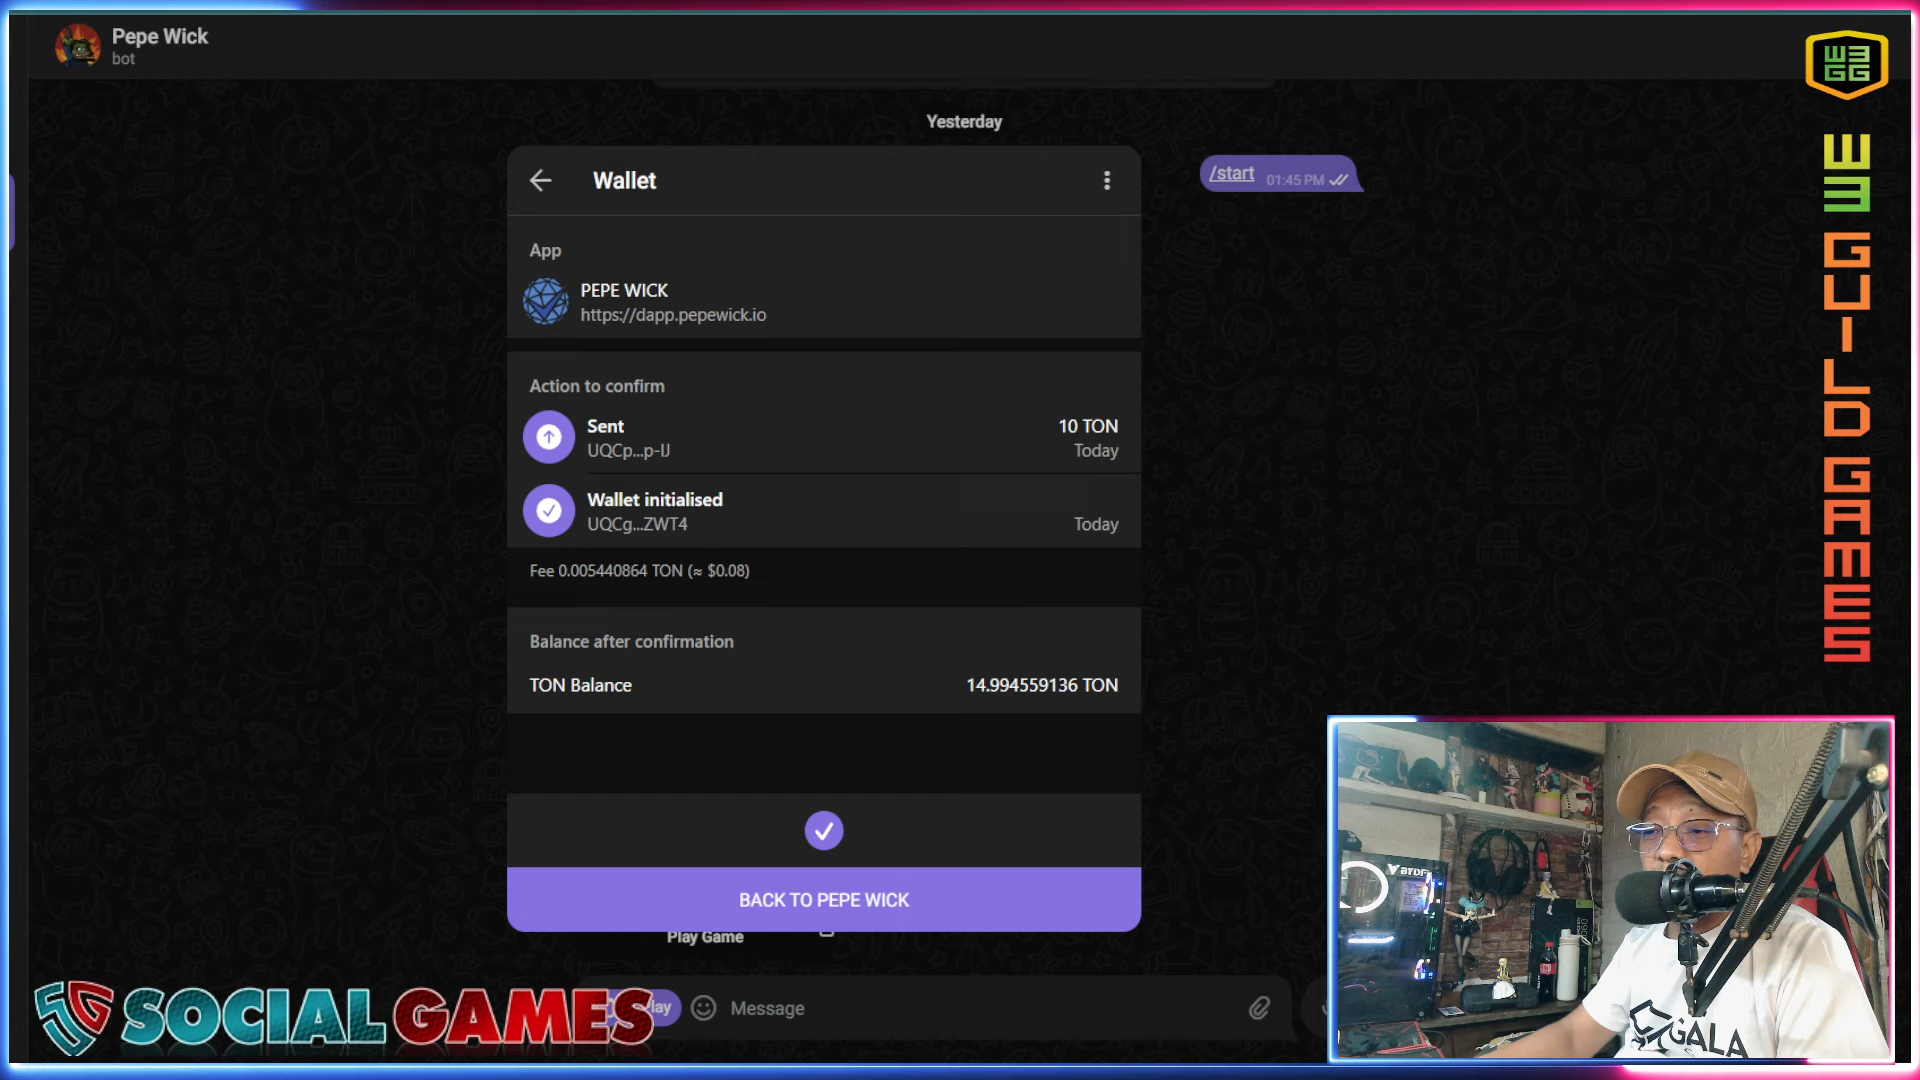 Pepe Wick
bot
Yesterday
/start 01:45 PM
Wallet
App
PEPE WICK
https://dapp.pepewick.io
Action to confirm
Sent
10 TON
UQCp...p-IJ
Today
Wallet initialised
UQCg...ZWT4
Today
Fee 0.005440864 TON (≈ $0.08)
Balance after confirmation
TON Balance
14.994559136 TON
BACK TO PEPE WICK
Play Game
Message
SG SOCIAL GAMES
W3
GG
W3 GUILD GAMES
GALA